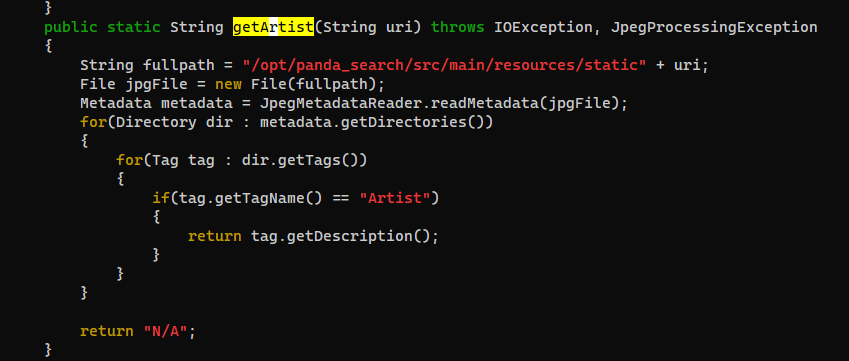 }
public static String getArtist(String uri) throws IOException, JpegProcessingException
{
String fullpath = "/opt/panda_search/src/main/resources/static" + uri;
File jpgFile = new File(fullpath);
Metadata metadata = JpegMetadataReader.readMetadata(jpgFile);
for(Directory dir : metadata.getDirectories())
{
for(Tag tag : dir.getTags())
{
if(tag.getTagName() == "Artist")
{
return tag.getDescription();
}
}
}
return "N/A";
}